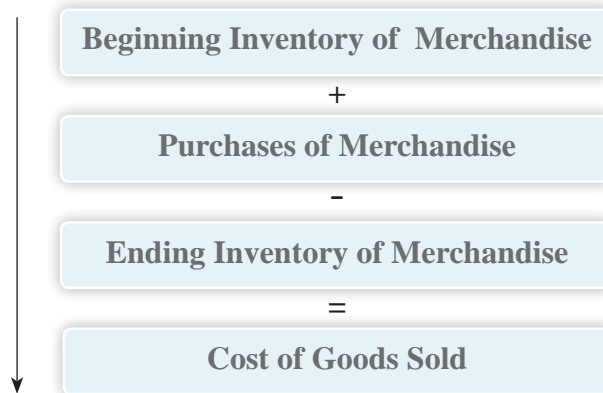 Beginning Inventory of Merchandise
+
Purchases of Merchandise
-
Ending Inventory of Merchandise
=
Cost of Goods Sold